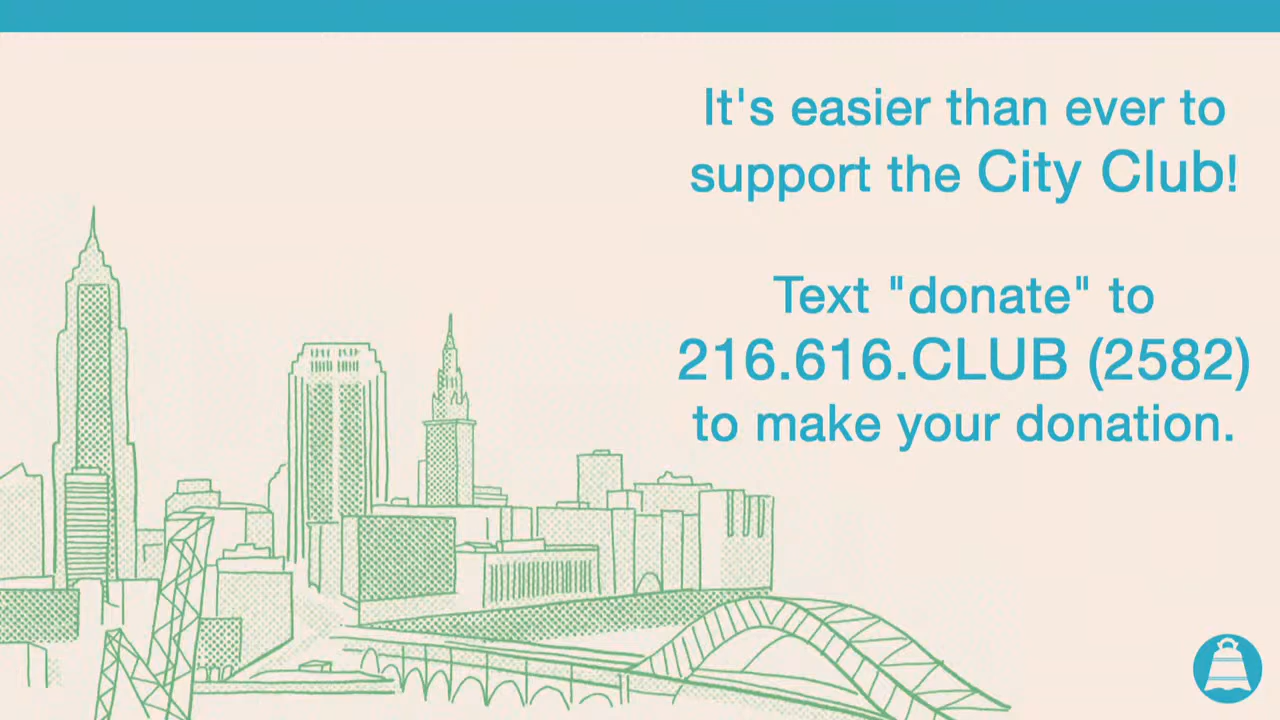 It's easier than ever to
support the City Club!
Text "donate" to
216.616.CLUB (2582)
to make your donation.